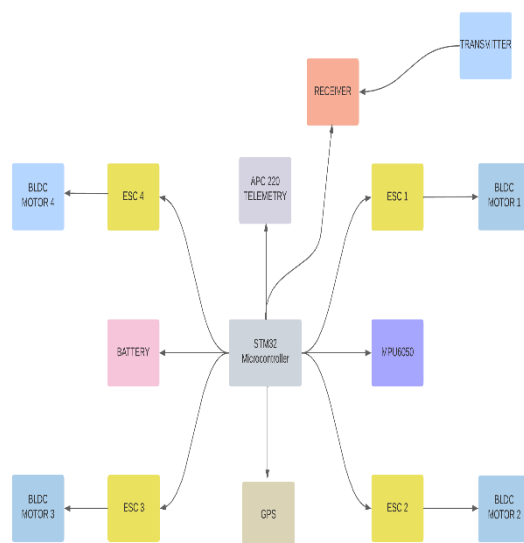 TRANSMITTER
RECEIVER
BLDC
MOTOR 4
ESC 4
APC 220
TELEMETRY
ESC 1
BLDC
MOTOR 1
BATTERY
STM32
Microcontroller
MPU6050
BLDC
MOTOR 3
ESC 3
GPS
ESC 2
BLDC
MOTOR 2